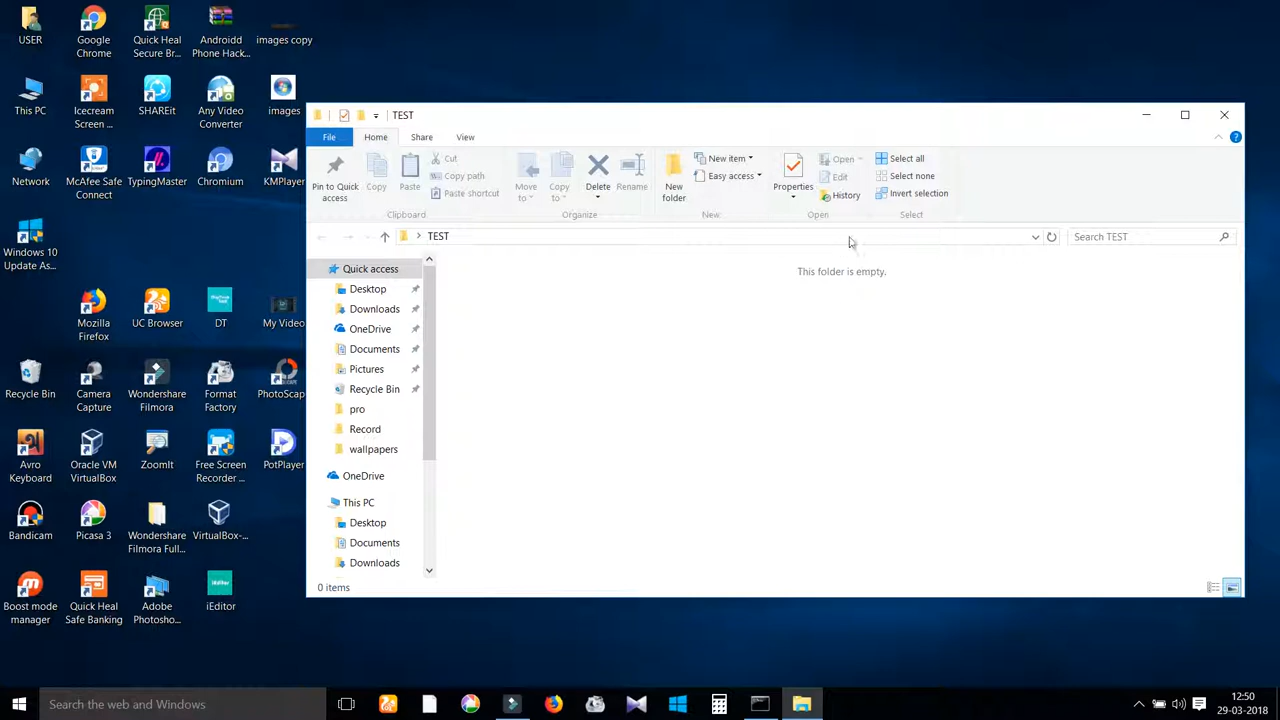 USER
Google
Chrome
Quick Heal
Secure Br...
Androidd
Phone Hack...
images copy
This PC
Icecream
Screen ...
SHAREit
Any Video
Converter
images
Network
McAfee Safe
Connect
TypingMaster
Chromium
KMPlayer
Windows 10
Update As...
Mozilla
Firefox
UC Browser
DT
My Video
Recycle Bin
Camera
Capture
Wondershare
Filmora
Format
Factory
PhotoScap
Avro
Keyboard
Oracle VM
VirtualBox
ZoomIt
Free Screen
Recorder ...
PotPlayer
Bandicam
Picasa 3
Wondershare
Filmora Full...
VirtualBox-...
Boost mode
manager
Quick Heal
Safe Banking
Adobe
Photosho...
iEditor
TEST
File Home Share View
Pin to Quick
access
Copy
Paste
Cut
Copy path
Paste shortcut
Clipboard
Move
to
Copy
to
Delete
Rename
Organize
New
folder
New item
Easy access
New
Properties
Open
Edit
History
Open
Select all
Select none
Invert selection
Select
TEST
Search TEST
Quick access
Desktop
Downloads
OneDrive
Documents
Pictures
Recycle Bin
pro
Record
wallpapers
OneDrive
This PC
Desktop
Documents
Downloads
This folder is empty.
0 items
Search the web and Windows
12:50
29-03-2018